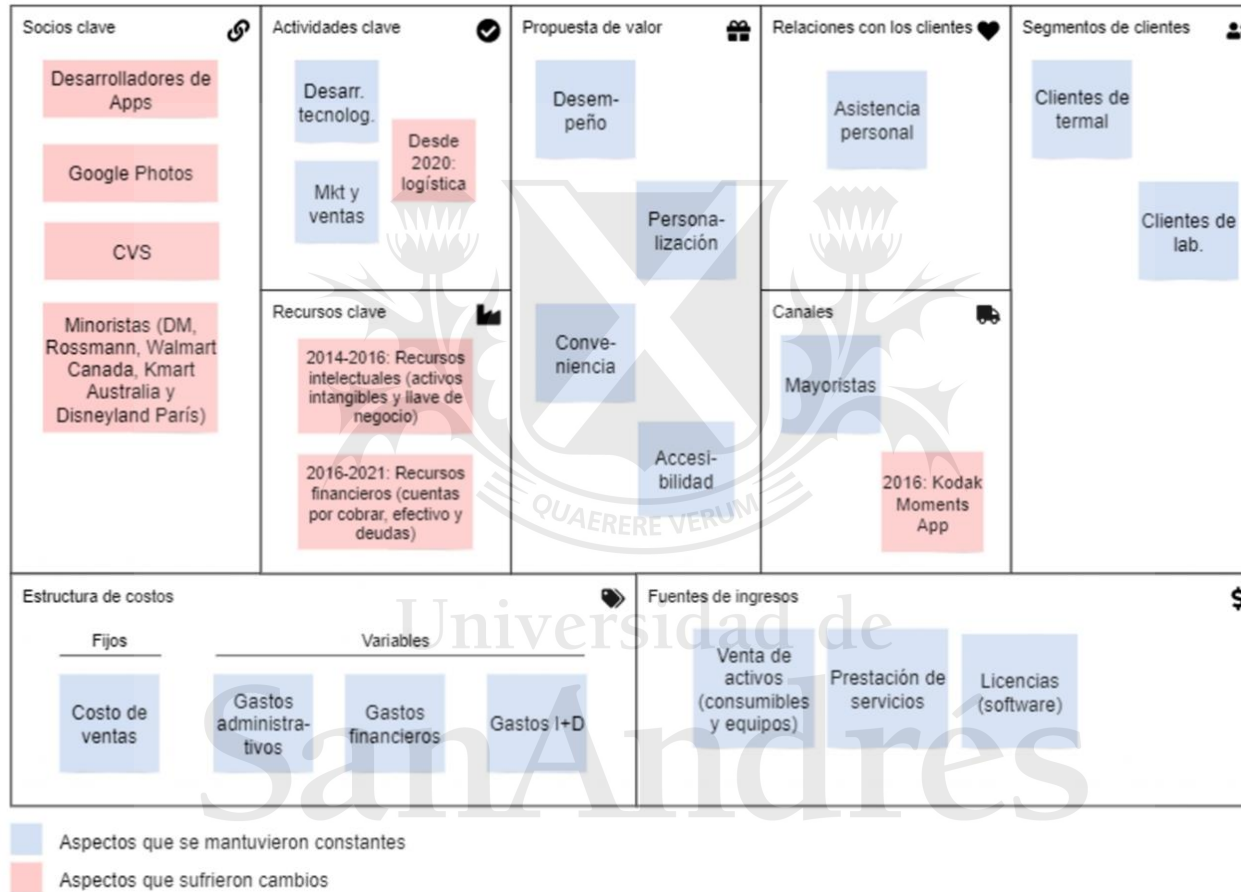 Socios clave
Desarrolladores de
Apps
Google Photos
CVS
Minoristas (DM,
Rossmann, Walmart
Canada, Kmart
Australia y
Disneyland París)
Actividades clave
Desarr.
tecnolog.
Desde
2020:
logística
Mkt y
ventas
Recursos clave
2014-2016: Recursos
intelectuales (activos
intangibles y llave de
negocio)
2016-2021: Recursos
financieros (cuentas
por cobrar, efectivo y
deudas)
Propuesta de valor
Desem-
peño
Persona-
lización
Conve-
niencia
Accesi-
bilidad
Relaciones con los clientes
Asistencia
personal
Canales
Mayoristas
2016: Kodak
Moments
App
Segmentos de clientes
Clientes de
termal
Clientes de
lab.
Estructura de costos
Fijos
Variables
Costo de
ventas
Gastos
administra-
tivos
Gastos
financieros
Gastos I+D
Fuentes de ingresos
Venta de
activos
(consumibles
y equipos)
Prestación de
servicios
Licencias
(software)
QUAERERE VERUM
Universidad de
SanAndrés
Aspectos que se mantuvieron constantes
Aspectos que sufrieron cambios